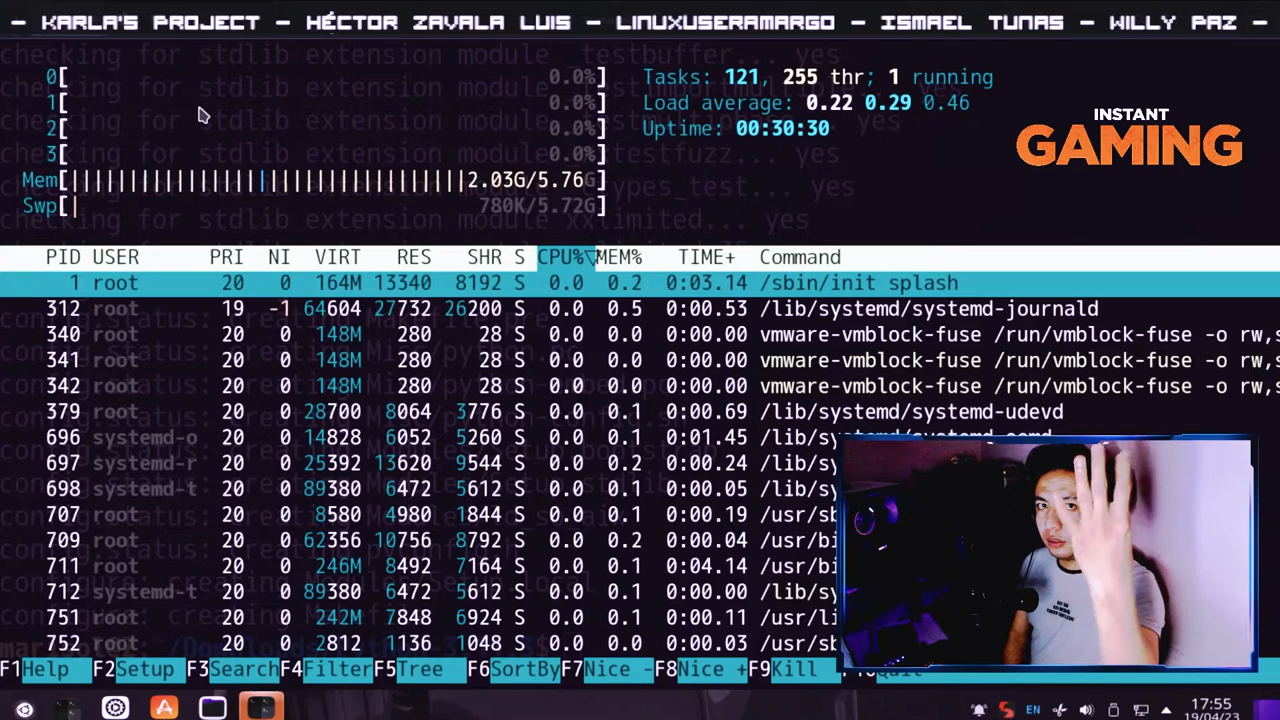 - KARLA'S PROJECT - HÉCTOR ZAVALA LUIS - LINUXUSERAMARGO - ISMAEL TUNAS - WILLY PAZ -
checking for stdlib extension module _testbuffer... yes
0[ 0.0%] Tasks: 121, 255 thr; 1 running
1[ 0.0%] Load average: 0.22 0.29 0.46
2[ 0.0%] Uptime: 00:30:30
3[ 0.0%]
INSTANT
GAMING
Mem[||||||||||||||||||||||||||||||||||2.03G/5.76G]
Swp[| 780K/5.72G]
PID USER PRI NI VIRT RES SHR S CPU%▽MEM% TIME+ Command
1 root 20 0 164M 13340 8192 S 0.0 0.2 0:03.14 /sbin/init splash
312 root 19 -1 64604 27732 26200 S 0.0 0.5 0:00.53 /lib/systemd/systemd-journald
340 root 20 0 148M 280 28 S 0.0 0.0 0:00.00 vmware-vmblock-fuse /run/vmblock-fuse -o rw,s
341 root 20 0 148M 280 28 S 0.0 0.0 0:00.00 vmware-vmblock-fuse /run/vmblock-fuse -o rw,s
342 root 20 0 148M 280 28 S 0.0 0.0 0:00.00 vmware-vmblock-fuse /run/vmblock-fuse -o rw,s
379 root 20 0 28700 8064 3776 S 0.0 0.1 0:00.69 /lib/systemd/systemd-udevd
696 systemd-o 20 0 14828 6052 5260 S 0.0 0.1 0:01.45 /lib/systemd/systemd-oomd
697 systemd-r 20 0 25392 13620 9544 S 0.0 0.2 0:00.24 /lib/sy
698 systemd-t 20 0 89380 6472 5612 S 0.0 0.1 0:00.05 /lib/sy
707 root 20 0 8580 4980 1844 S 0.0 0.1 0:00.19 /usr/sb
709 root 20 0 62356 10756 8792 S 0.0 0.2 0:00.04 /usr/bi
711 root 20 0 246M 8492 7164 S 0.0 0.1 0:04.14 /usr/bi
712 systemd-t 20 0 89380 6472 5612 S 0.0 0.1 0:00.00 /lib/sy
751 root 20 0 242M 7848 6924 S 0.0 0.1 0:00.11 /usr/li
752 root 20 0 2812 1136 1048 S 0.0 0.0 0:00.03 /usr/sb
F1Help F2Setup F3SearchF4FilterF5Tree F6SortByF7Nice -F8Nice +F9Kill F10Quit
EN 17:55
19/04/23